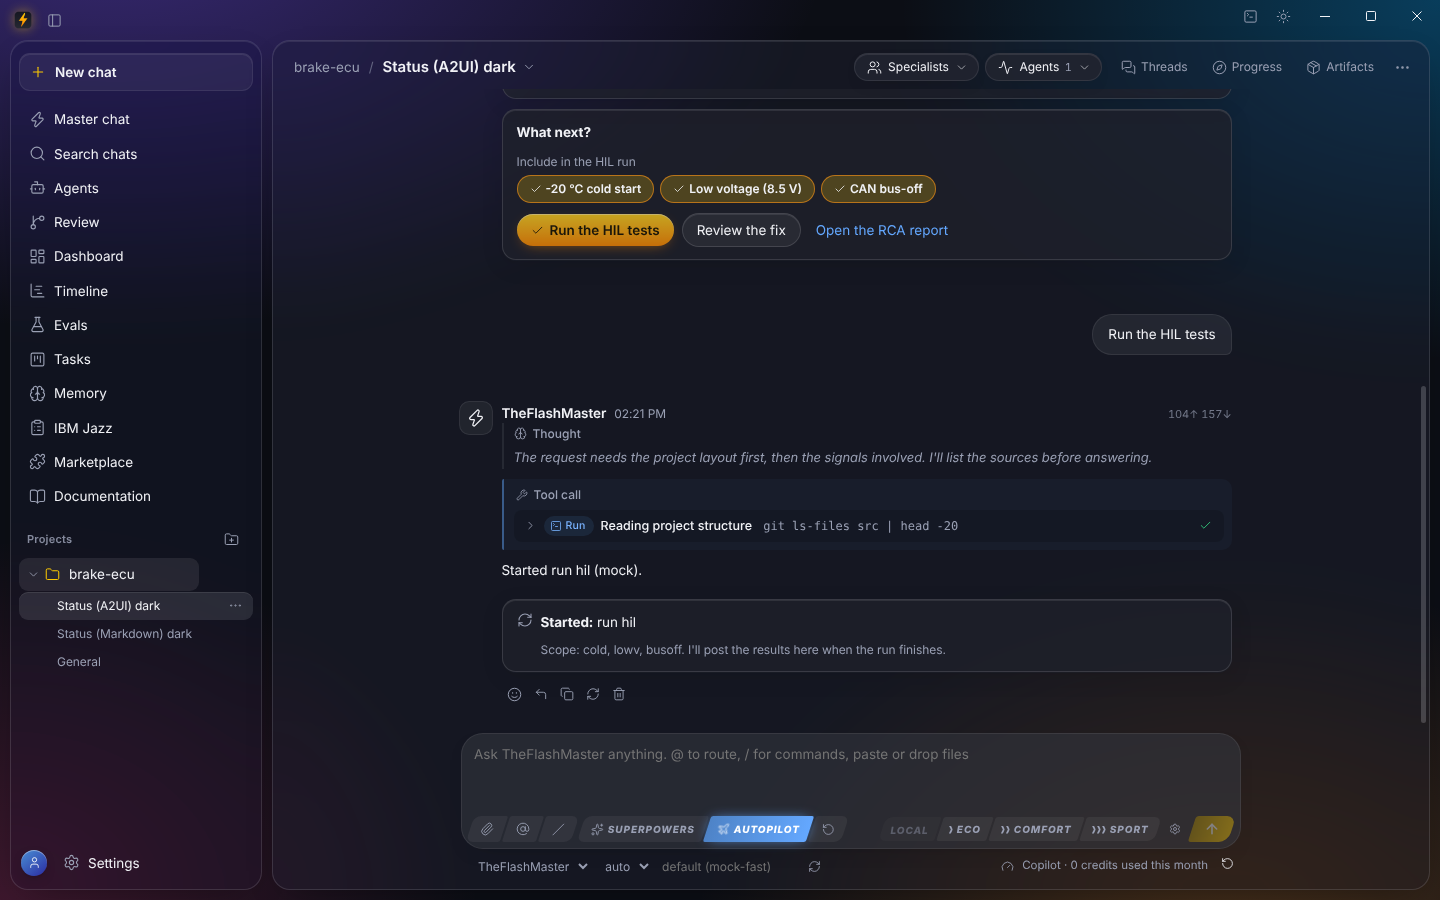 New chat
Master chat
Search chats
Agents
Review
Dashboard
Timeline
Evals
Tasks
Memory
IBM Jazz
Marketplace
Documentation
Projects
brake-ecu
Status (A2UI) dark
Status (Markdown) dark
General
Settings
brake-ecu / Status (A2UI) dark
Specialists
Agents 1
Threads
Progress
Artifacts
What next?
Include in the HIL run
-20 °C cold start
Low voltage (8.5 V)
CAN bus-off
Run the HIL tests
Review the fix
Open the RCA report
Run the HIL tests
TheFlashMaster 02:21 PM
104↑ 157↓
Thought
The request needs the project layout first, then the signals involved. I'll list the sources before answering.
Tool call
Run Reading project structure git ls-files src | head -20
Started run hil (mock).
Started: run hil
Scope: cold, lowv, busoff. I'll post the results here when the run finishes.
Ask TheFlashMaster anything. @ to route, / for commands, paste or drop files
SUPERPOWERS
AUTOPILOT
LOCAL
ECO
COMFORT
SPORT
TheFlashMaster
auto
default (mock-fast)
Copilot · 0 credits used this month